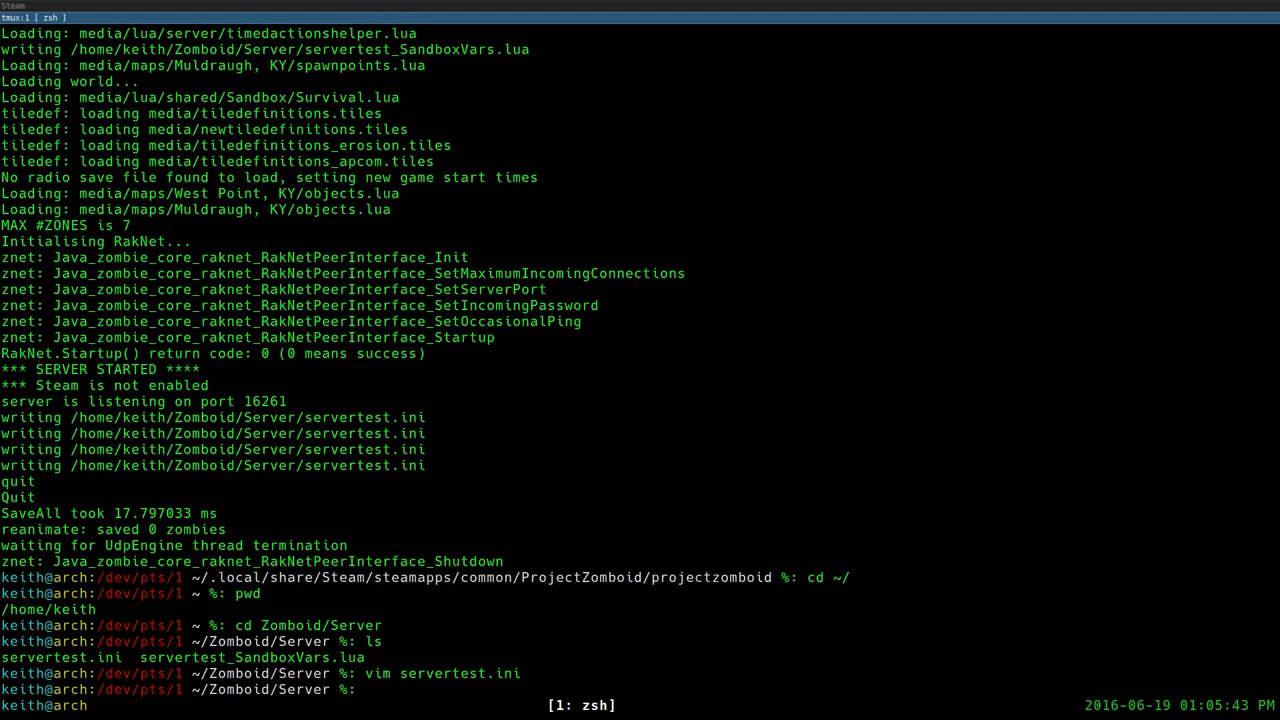 Steam
tmux:1 [ zsh ]
Loading: media/lua/server/timedactionshelper.lua
writing /home/keith/Zomboid/Server/servertest_SandboxVars.lua
Loading: media/maps/Muldraugh, KY/spawnpoints.lua
Loading world...
Loading: media/lua/shared/Sandbox/Survival.lua
tiledef: loading media/tiledefinitions.tiles
tiledef: loading media/newtiledefinitions.tiles
tiledef: loading media/tiledefinitions_erosion.tiles
tiledef: loading media/tiledefinitions_apcom.tiles
No radio save file found to load, setting new game start times
Loading: media/maps/West Point, KY/objects.lua
Loading: media/maps/Muldraugh, KY/objects.lua
MAX #ZONES is 7
Initialising RakNet...
znet: Java_zombie_core_raknet_RakNetPeerInterface_Init
znet: Java_zombie_core_raknet_RakNetPeerInterface_SetMaximumIncomingConnections
znet: Java_zombie_core_raknet_RakNetPeerInterface_SetServerPort
znet: Java_zombie_core_raknet_RakNetPeerInterface_SetIncomingPassword
znet: Java_zombie_core_raknet_RakNetPeerInterface_SetOccasionalPing
znet: Java_zombie_core_raknet_RakNetPeerInterface_Startup
RakNet.Startup() return code: 0 (0 means success)
*** SERVER STARTED ****
*** Steam is not enabled
server is listening on port 16261
writing /home/keith/Zomboid/Server/servertest.ini
writing /home/keith/Zomboid/Server/servertest.ini
writing /home/keith/Zomboid/Server/servertest.ini
writing /home/keith/Zomboid/Server/servertest.ini
quit
Quit
SaveAll took 17.797033 ms
reanimate: saved 0 zombies
waiting for UdpEngine thread termination
znet: Java_zombie_core_raknet_RakNetPeerInterface_Shutdown
keith@arch:/dev/pts/1 ~/.local/share/Steam/steamapps/common/ProjectZomboid/projectzomboid %: cd ~/
keith@arch:/dev/pts/1 ~ %: pwd
/home/keith
keith@arch:/dev/pts/1 ~ %: cd Zomboid/Server
keith@arch:/dev/pts/1 ~/Zomboid/Server %: ls
servertest.ini  servertest_SandboxVars.lua
keith@arch:/dev/pts/1 ~/Zomboid/Server %: vim servertest.ini
keith@arch:/dev/pts/1 ~/Zomboid/Server %:
keith@arch [1: zsh] 2016-06-19 01:05:43 PM